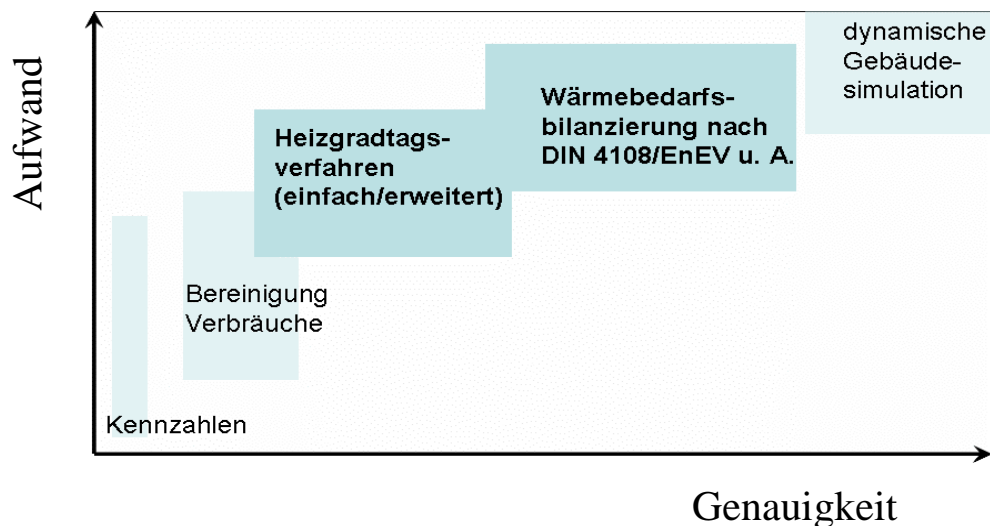 Aufwand
dynamische
Gebäude-
simulation
Wärmebedarfs-
bilanzierung nach
DIN 4108/EnEV u. A.
Heizgradtags-
verfahren
(einfach/erweitert)
Bereinigung
Verbräuche
Kennzahlen
Genauigkeit